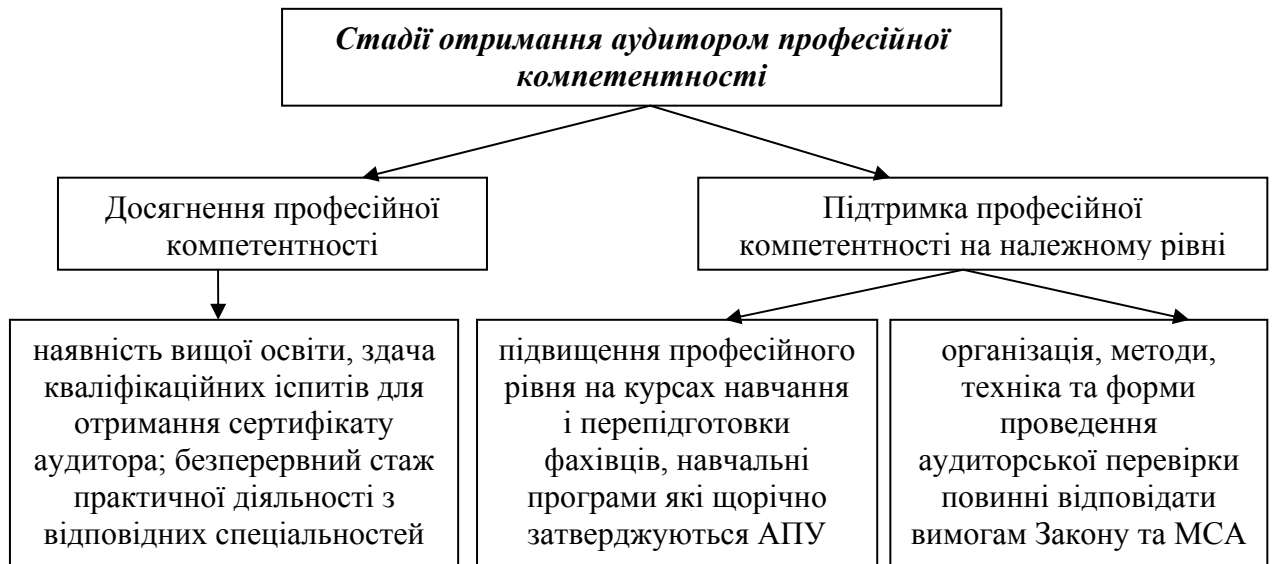 Стадії отримання аудитором професійної
компетентності
Досягнення професійної
компетентності
Підтримка професійної
компетентності на належному рівні
наявність вищої освіти, здача
кваліфікаційних іспитів для
отримання сертифікату
аудитора; безперервний стаж
практичної діяльності з
відповідних спеціальностей
підвищення професійного
рівня на курсах навчання
і перепідготовки
фахівців, навчальні
програми які щорічно
затверджуються АПУ
організація, методи,
техніка та форми
проведення
аудиторської перевірки
повинні відповідати
вимогам Закону та МСА